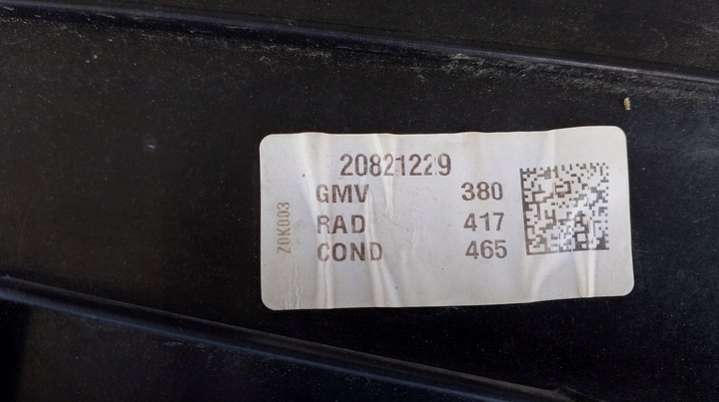 20821229
GMV 380
RAD 417
COND 465
Z0K003